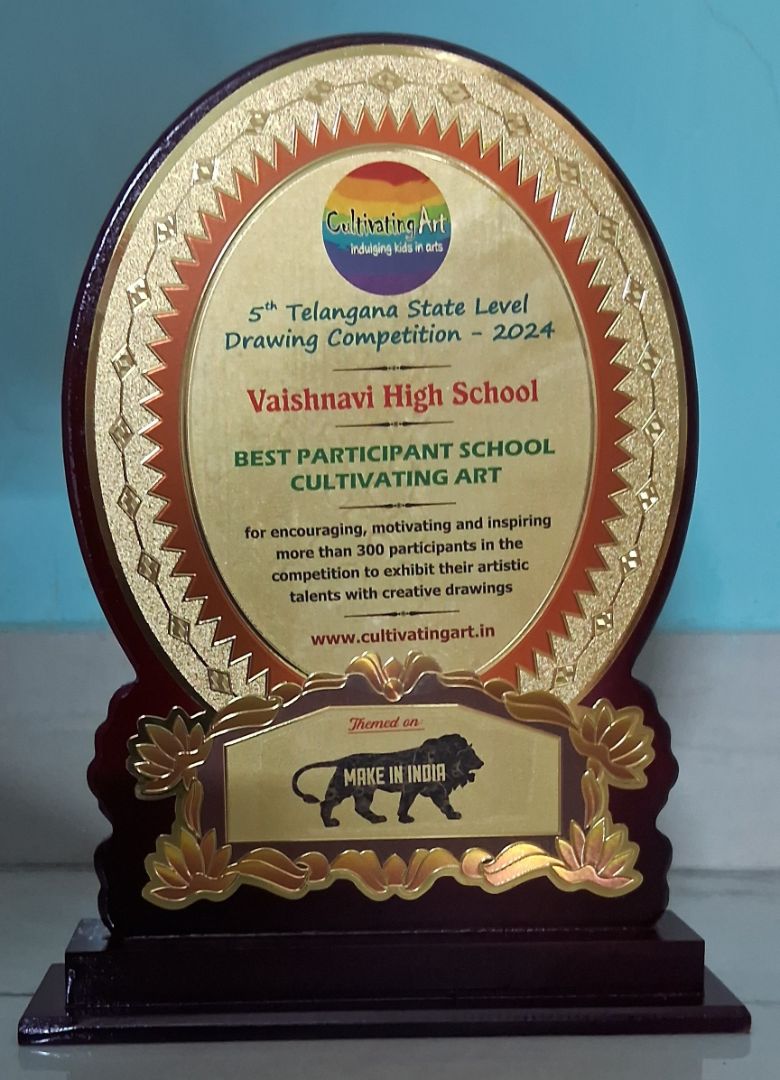 Cultivating Art
indulging kids in arts
5th Telangana State Level
Drawing Competition - 2024
Vaishnavi High School
BEST PARTICIPANT SCHOOL
CULTIVATING ART
for encouraging, motivating and inspiring
more than 300 participants in the
competition to exhibit their artistic
talents with creative drawings
www.cultivatingart.in
Themed on:
MAKE IN INDIA